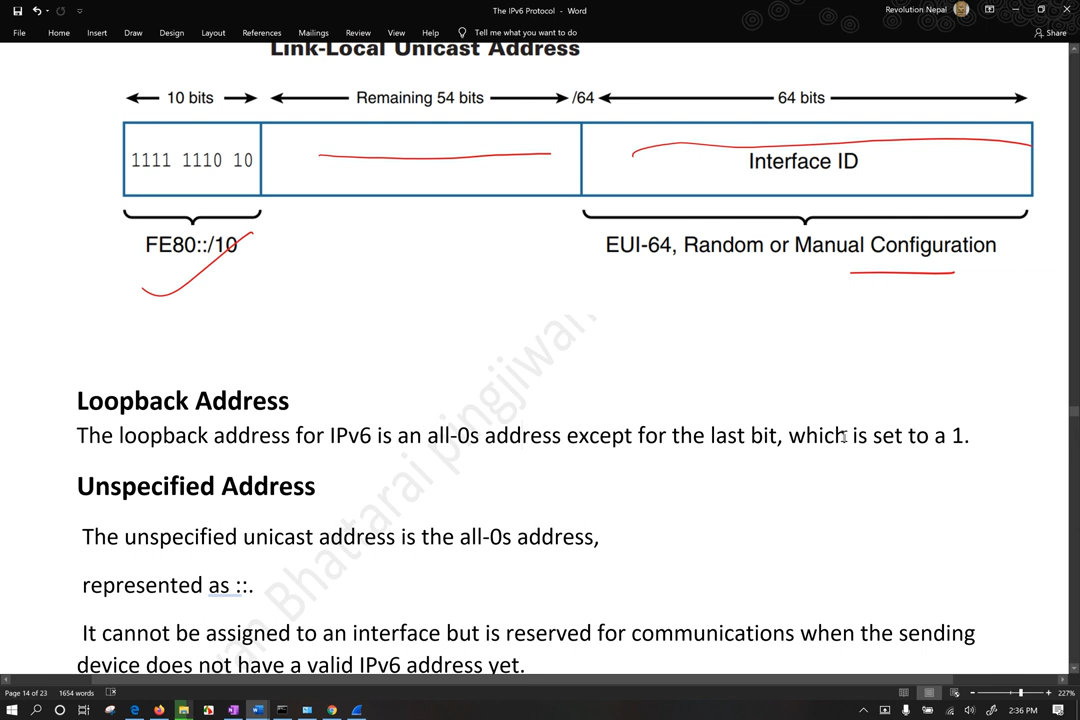 The IPv6 Protocol - Word
Revolution Nepal
File Home Insert Draw Design Layout References Mailings Review View Help Tell me what you want to do Share
Link-Local Unicast Address
10 bits Remaining 54 bits /64 64 bits
1111 1110 10 Interface ID
FE80::/10 EUI-64, Random or Manual Configuration
Loopback Address
The loopback address for IPv6 is an all-0s address except for the last bit, which is set to a 1.
Unspecified Address
The unspecified unicast address is the all-0s address,
represented as ::.
It cannot be assigned to an interface but is reserved for communications when the sending
device does not have a valid IPv6 address yet.
Bhattarai pingjiwan
Page 14 of 23 1654 words 227%
2:36 PM